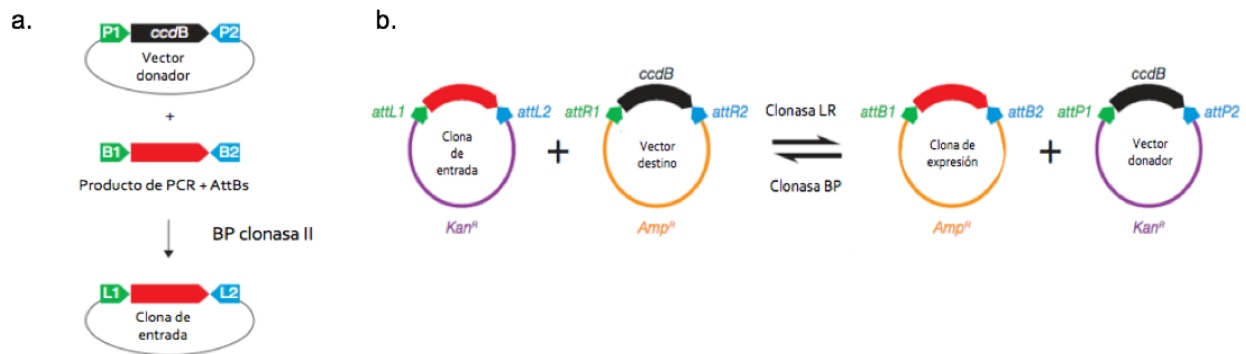 a.
P1 ccdB P2
Vector
donador
+
B1 B2
Producto de PCR + AttBs
BP clonasa II
L1 L2
Clona de
entrada
b.
ccdB ccdB
attL1 attL2 attR1 attR2 Clonasa LR attB1 attB2 attP1 attP2
Clona
de
entrada
+
Vector
destino
Clonasa BP
Clona de
expresión
+
Vector
donador
Kanᴿ Ampᴿ Ampᴿ Kanᴿ